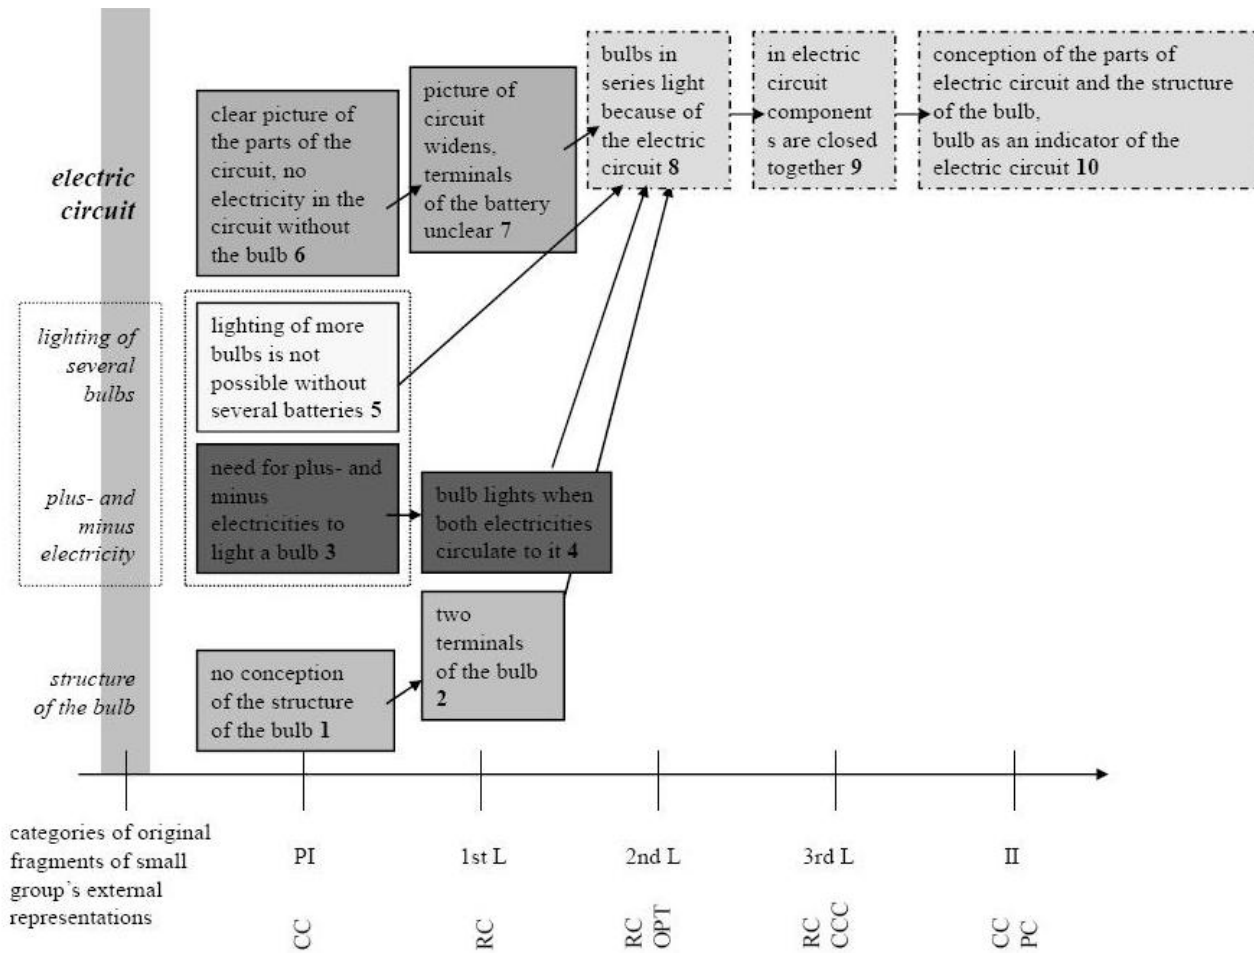 electric
circuit
clear picture of
the parts of the
circuit, no
electricity in the
circuit without
the bulb 6
picture of
circuit
widens,
terminals
of the battery
unclear 7
bulbs in
series light
because of
the electric
circuit 8
in electric
circuit
component
s are closed
together 9
conception of the parts of
electric circuit and the structure
of the bulb,
bulb as an indicator of the
electric circuit 10
lighting of
several
bulbs
lighting of more
bulbs is not
possible without
several batteries 5
plus- and
minus
electricity
need for plus- and
minus
electricities to
light a bulb 3
bulb lights when
both electricities
circulate to it 4
structure
of the bulb
no conception
of the structure
of the bulb 1
two
terminals
of the bulb
2
categories of original
fragments of small
group's external
representations
PI
1st L
2nd L
3rd L
II
CC
RC
RC
OPT
RC
CCC
CC
PC